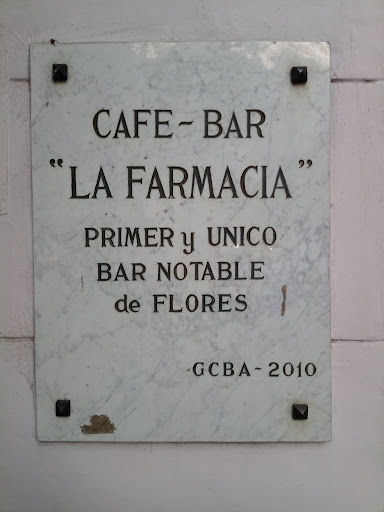 CAFE-BAR
"LA FARMACIA"
PRIMER y UNICO
BAR NOTABLE
de FLORES
GCBA-2010